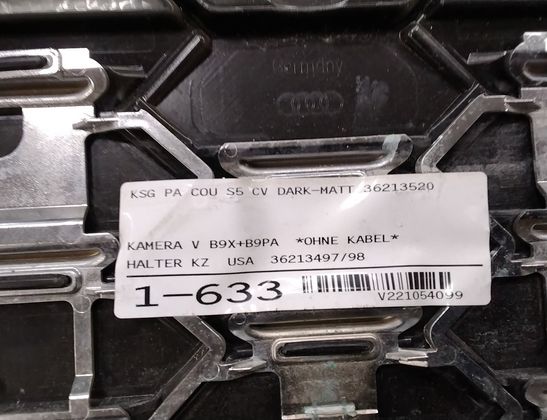 Germany
KSG PA COU S5 CV DARK-MATT 36213520
KAMERA V B9X+B9PA *OHNE KABEL*
HALTER KZ USA 36213497/98
1-633
V221054099